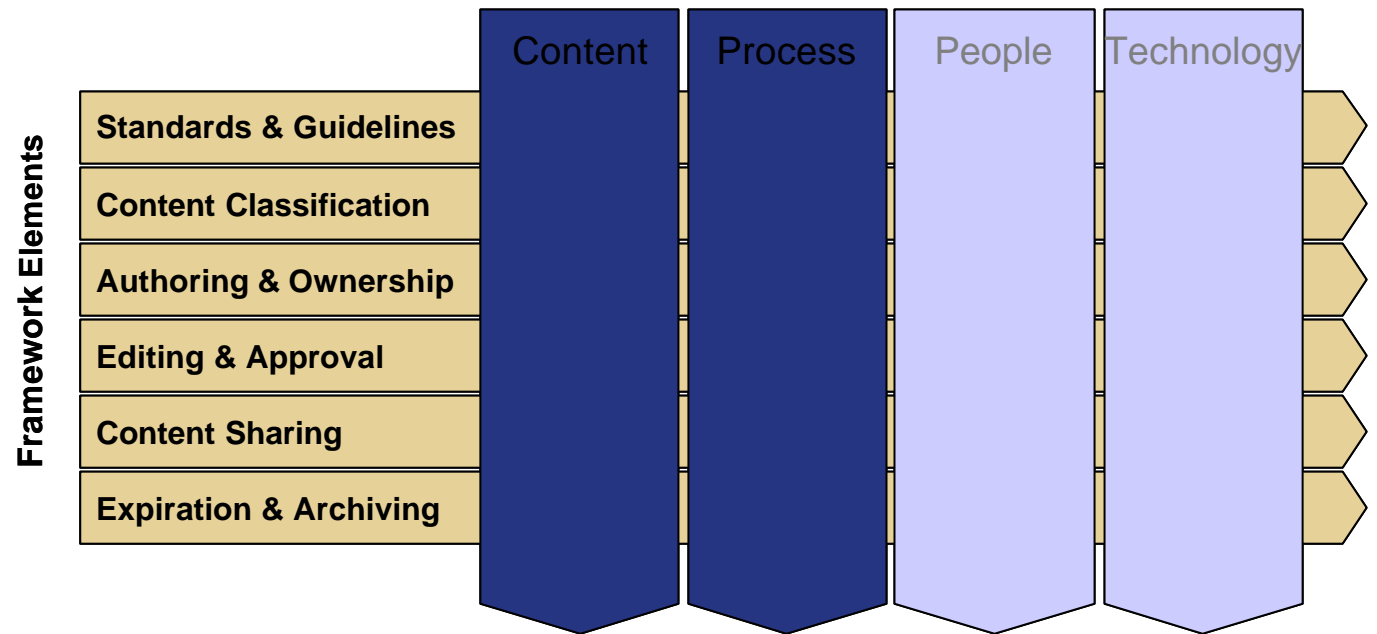 Content
Process
People
Technology
Framework Elements
Standards & Guidelines
Content Classification
Authoring & Ownership
Editing & Approval
Content Sharing
Expiration & Archiving